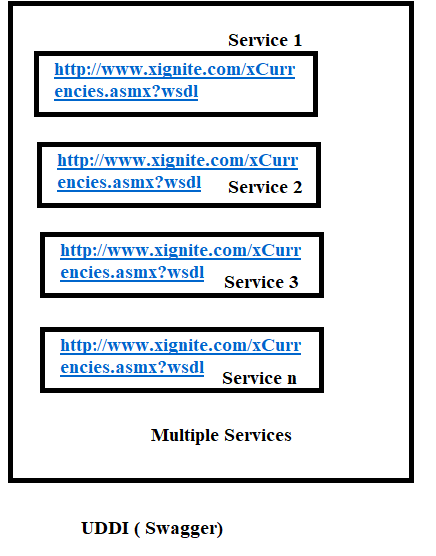 Service 1
http://www.xignite.com/xCurr
encies.asmx?wsdl
http://www.xignite.com/xCurr
encies.asmx?wsdl
Service 2
http://www.xignite.com/xCurr
encies.asmx?wsdl
Service 3
http://www.xignite.com/xCurr
encies.asmx?wsdl
Service n
Multiple Services
UDDI ( Swagger)